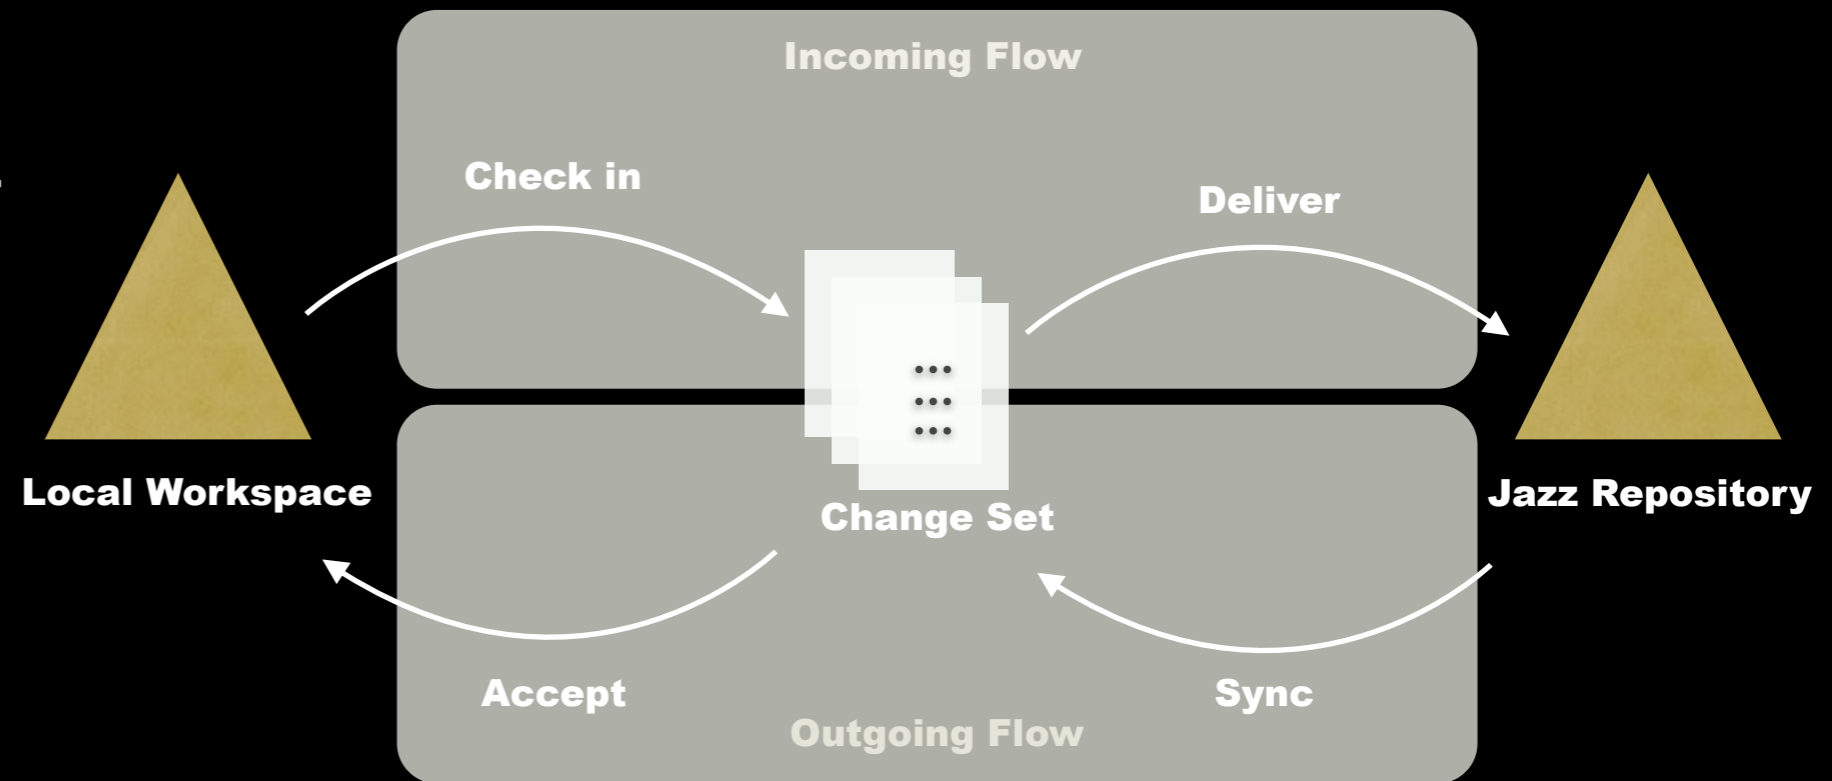 Incoming Flow
Check in
Deliver
...
...
...
Local Workspace
Jazz Repository
Change Set
Accept
Sync
Outgoing Flow